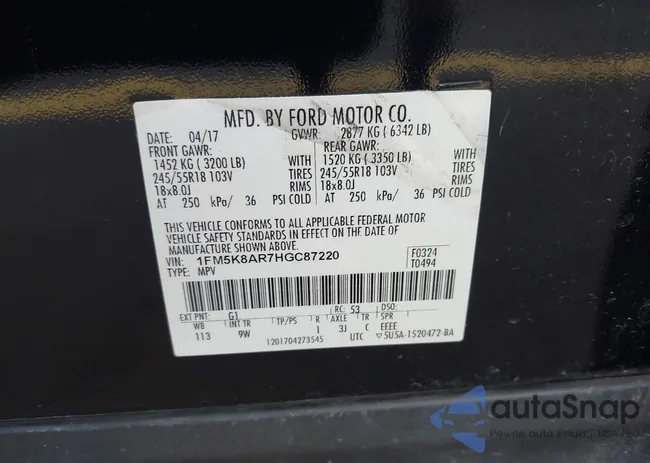 MFD. BY FORD MOTOR CO.
DATE: 04/17 GVWR: 2877 KG ( 6342 LB)
FRONT GAWR: REAR GAWR:
1452 KG ( 3200 LB) WITH 1520 KG ( 3350 LB) WITH
245/55R18 103V TIRES 245/55R18 103V TIRES
18x8.0J RIMS 18x8.0J RIMS
AT 250 kPa/ 36 PSI COLD AT 250 kPa/ 36 PSI COLD
THIS VEHICLE CONFORMS TO ALL APPLICABLE FEDERAL MOTOR
VEHICLE SAFETY STANDARDS IN EFFECT ON THE DATE OF
MANUFACTURE SHOWN ABOVE.
VIN: 1FM5K8AR7HGC87220 F0324
TYPE: MPV T0494
EXT PNT: G1 RC: 53 DSO:
WB INT TR TP/PS R AXLE TR SPR
113 9W 1 3J C EEEE
1201704273545 UTC ▽5U5A-1520472-BA
autoSnap